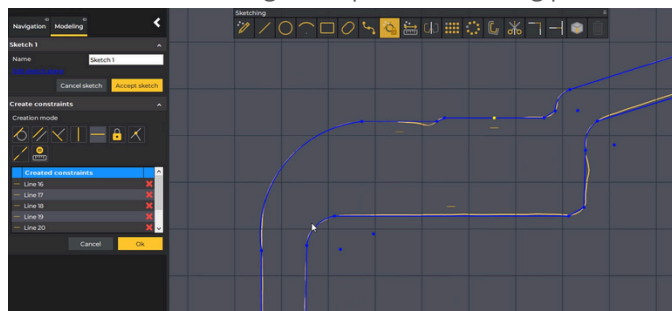 Sketching
Navigation
Modeling
Sketch 1
Name
Sketch 1
Cancel sketch
Accept sketch
Create constraints
Creation mode
Created constraints
Line 16
Line 17
Line 18
Line 19
Line 20
Cancel
Ok